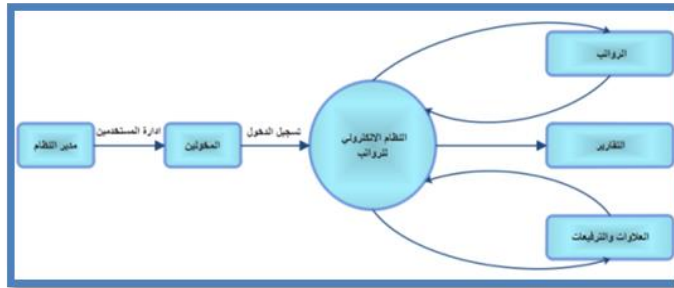 الرواتب
ادارة المستخدمين
تسجيل الدخول
مدير النظام
المخولين
النظام الالكتروني
للرواتب
التقارير
العلاوات والترفيعات